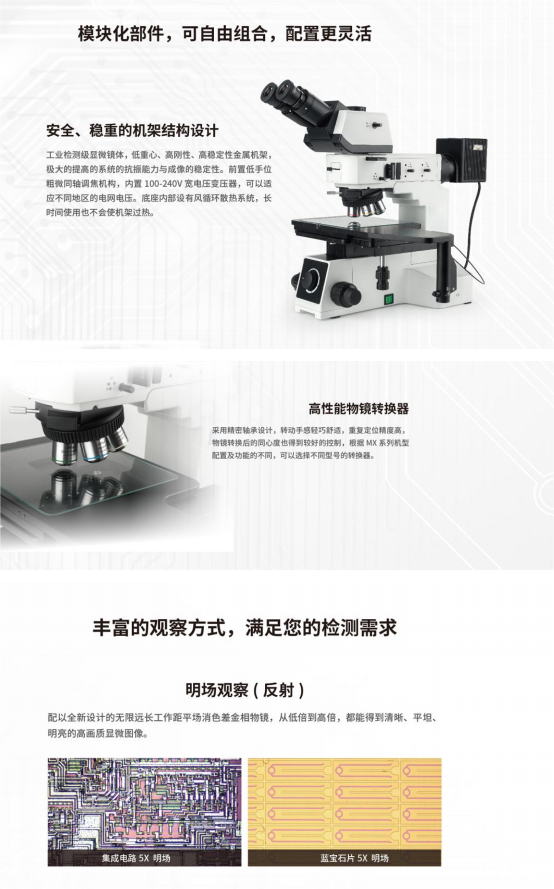 模块化部件，可自由组合，配置更灵活
安全、稳重的机架结构设计
工业检测级显微镜体，低重心、高刚性、高稳定性金属机架，
极大的提高的系统的抗振能力与成像的稳定性。前置低手位
粗微同轴调焦机构，内置 100-240V 宽电压变压器，可以适
应不同地区的电网电压。底座内部设有风循环散热系统，长
时间使用也不会使机架过热。
高性能物镜转换器
采用精密轴承设计，转动手感轻巧舒适，重复定位精度高，
物镜转换后的同心度也得到较好的控制，根据 MX 系列机型
配置及功能的不同，可以选择不同型号的转换器。
丰富的观察方式，满足您的检测需求
明场观察 ( 反射 )
配以全新设计的无限远长工作距平场消色差金相物镜，从低倍到高倍，都能得到清晰、平坦、
明亮的高画质显微图像。
集成电路 5X 明场
蓝宝石片 5X 明场